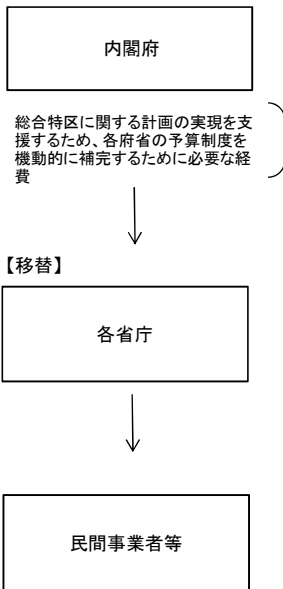 内閣府
総合特区に関する計画の実現を支
援するため、各府省の予算制度を
機動的に補完するために必要な経
費
【移替】
各省庁
民間事業者等